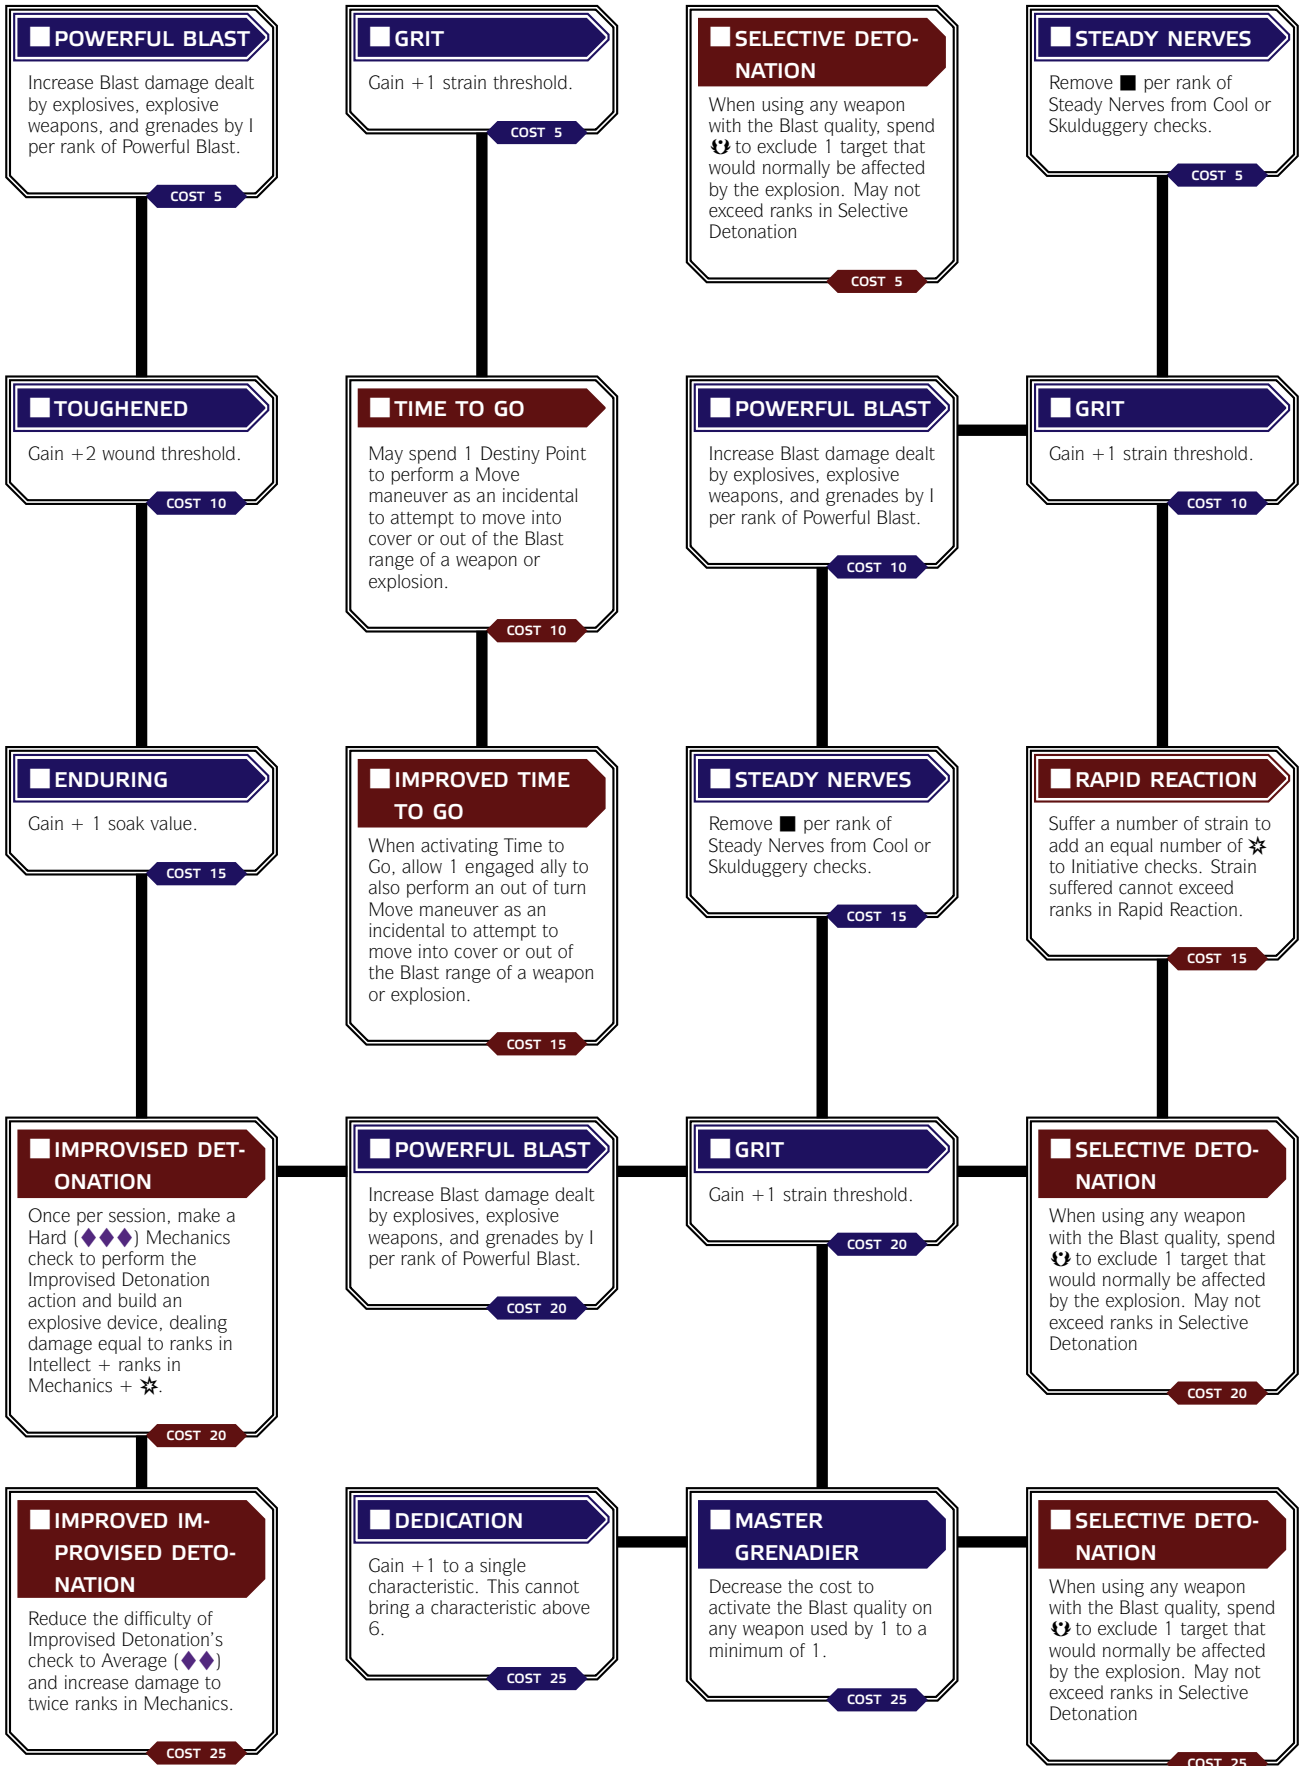 POWERFUL BLAST
Increase Blast damage dealt
by explosives, explosive
weapons, and grenades by I
per rank of Powerful Blast.
COST 5
GRIT
Gain +1 strain threshold.
COST 5
SELECTIVE DETO-
NATION
When using any weapon
with the Blast quality, spend
to exclude 1 target that
would normally be affected
by the explosion. May not
exceed ranks in Selective
Detonation
COST 5
STEADY NERVES
Remove ■ per rank of
Steady Nerves from Cool or
Skulduggery checks.
COST 5
TOUGHENED
Gain +2 wound threshold.
COST 10
TIME TO GO
May spend 1 Destiny Point
to perform a Move
maneuver as an incidental
to attempt to move into
cover or out of the Blast
range of a weapon or
explosion.
COST 10
POWERFUL BLAST
Increase Blast damage dealt
by explosives, explosive
weapons, and grenades by I
per rank of Powerful Blast.
COST 10
GRIT
Gain +1 strain threshold.
COST 10
ENDURING
Gain + 1 soak value.
COST 15
IMPROVED TIME
TO GO
When activating Time to
Go, allow 1 engaged ally to
also perform an out of turn
Move maneuver as an
incidental to attempt to
move into cover or out of
the Blast range of a weapon
or explosion.
COST 15
STEADY NERVES
Remove ■ per rank of
Steady Nerves from Cool or
Skulduggery checks.
COST 15
RAPID REACTION
Suffer a number of strain to
add an equal number of
to Initiative checks. Strain
suffered cannot exceed
ranks in Rapid Reaction.
COST 15
IMPROVISED DET-
ONATION
Once per session, make a
Hard (♦♦♦) Mechanics
check to perform the
Improvised Detonation
action and build an
explosive device, dealing
damage equal to ranks in
Intellect + ranks in
Mechanics + .
COST 20
POWERFUL BLAST
Increase Blast damage dealt
by explosives, explosive
weapons, and grenades by I
per rank of Powerful Blast.
COST 20
GRIT
Gain +1 strain threshold.
COST 20
SELECTIVE DETO-
NATION
When using any weapon
with the Blast quality, spend
to exclude 1 target that
would normally be affected
by the explosion. May not
exceed ranks in Selective
Detonation
COST 20
IMPROVED IM-
PROVISED DETO-
NATION
Reduce the difficulty of
Improvised Detonation's
check to Average (♦♦)
and increase damage to
twice ranks in Mechanics.
COST 25
DEDICATION
Gain +1 to a single
characteristic. This cannot
bring a characteristic above
6.
COST 25
MASTER
GRENADIER
Decrease the cost to
activate the Blast quality on
any weapon used by 1 to a
minimum of 1.
COST 25
SELECTIVE DETO-
NATION
When using any weapon
with the Blast quality, spend
to exclude 1 target that
would normally be affected
by the explosion. May not
exceed ranks in Selective
Detonation
COST 25